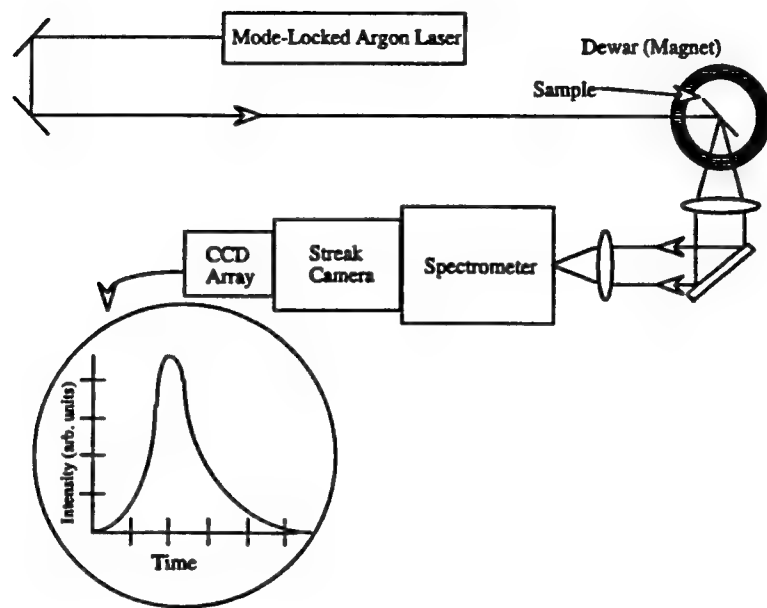 Mode-Locked Argon Laser
Dewar (Magnet)
Sample
CCD
Array
Streak
Camera
Spectrometer
Intensity (arb. units)
Time